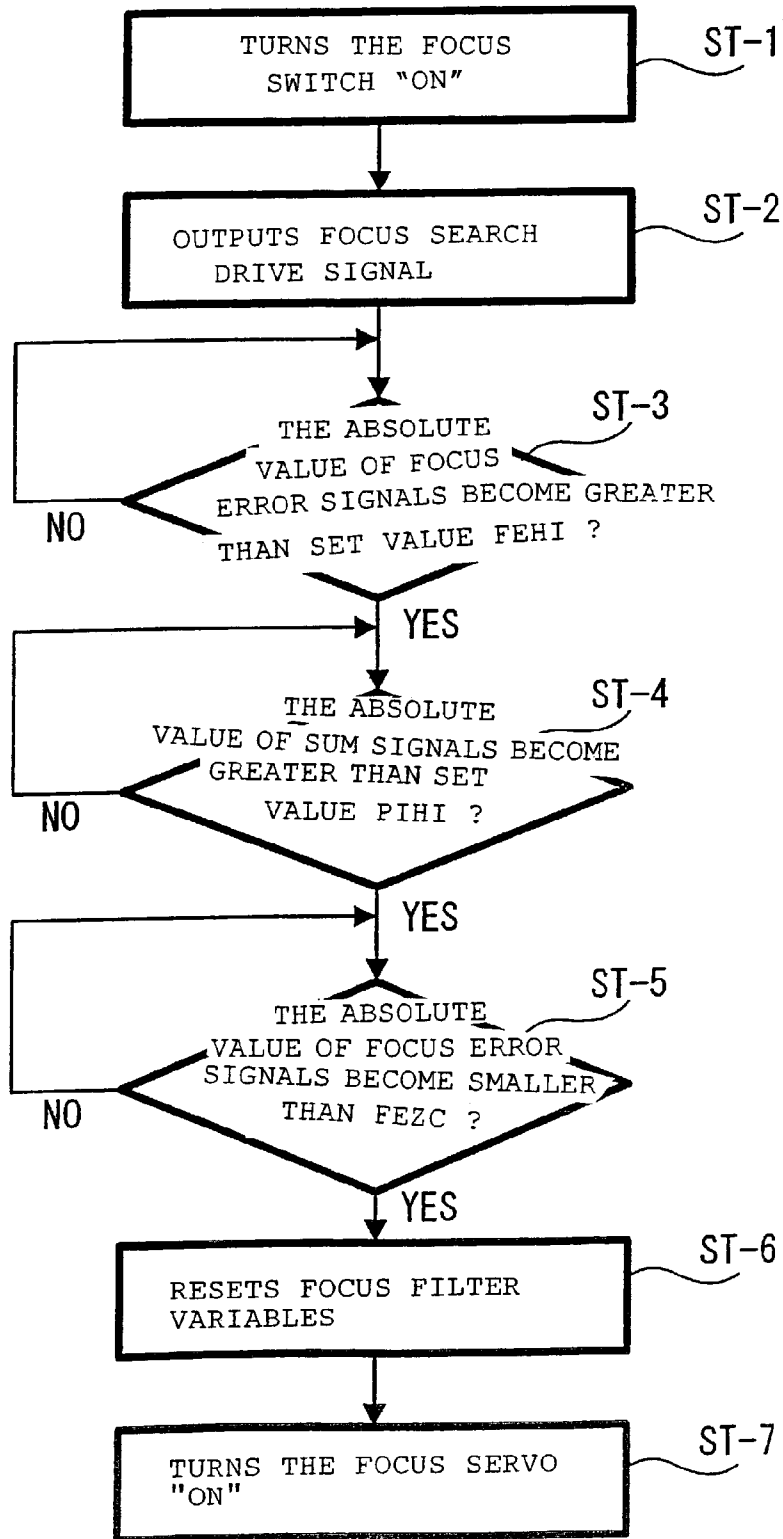 TURNS THE FOCUS
SWITCH “ON”
ST-1
OUTPUTS FOCUS SEARCH
DRIVE SIGNAL
ST-2
THE ABSOLUTE
VALUE OF FOCUS
ERROR SIGNALS BECOME GREATER
THAN SET VALUE FEHI ?
ST-3
NO
YES
THE ABSOLUTE
VALUE OF SUM SIGNALS BECOME
GREATER THAN SET
VALUE PIHI ?
ST-4
NO
YES
THE ABSOLUTE
VALUE OF FOCUS ERROR
SIGNALS BECOME SMALLER
THAN FEZC ?
ST-5
NO
YES
RESETS FOCUS FILTER
VARIABLES
ST-6
TURNS THE FOCUS SERVO
"ON"
ST-7